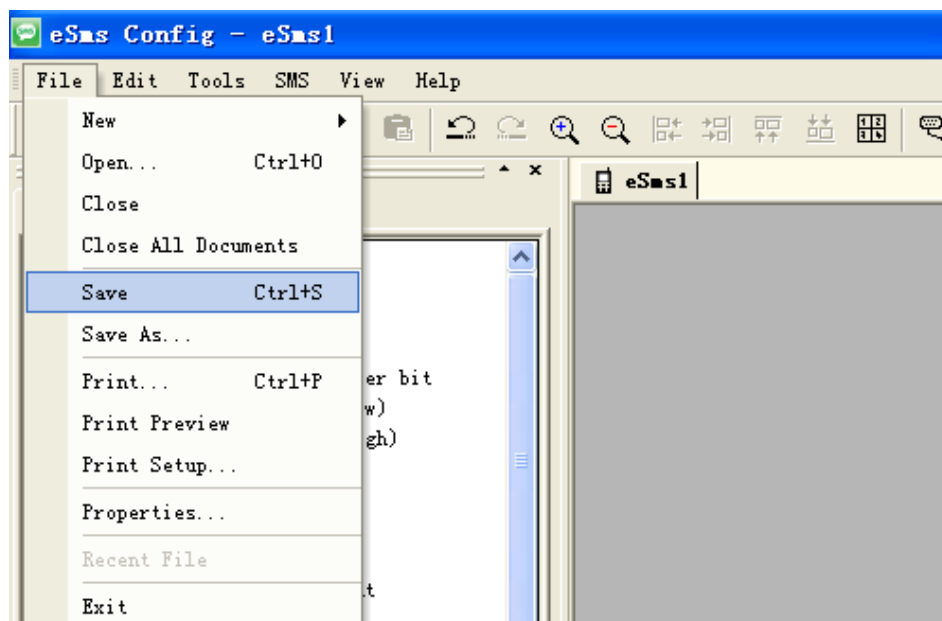 eSms Config - eSms1
File Edit Tools SMS View Help
New
Open... Ctrl+O
eSms1
Close
Close All Documents
Save Ctrl+S
Save As...
Print... Ctrl+P
er bit
w)
Print Preview
gh)
Print Setup...
Properties...
Recent File
.t
Exit